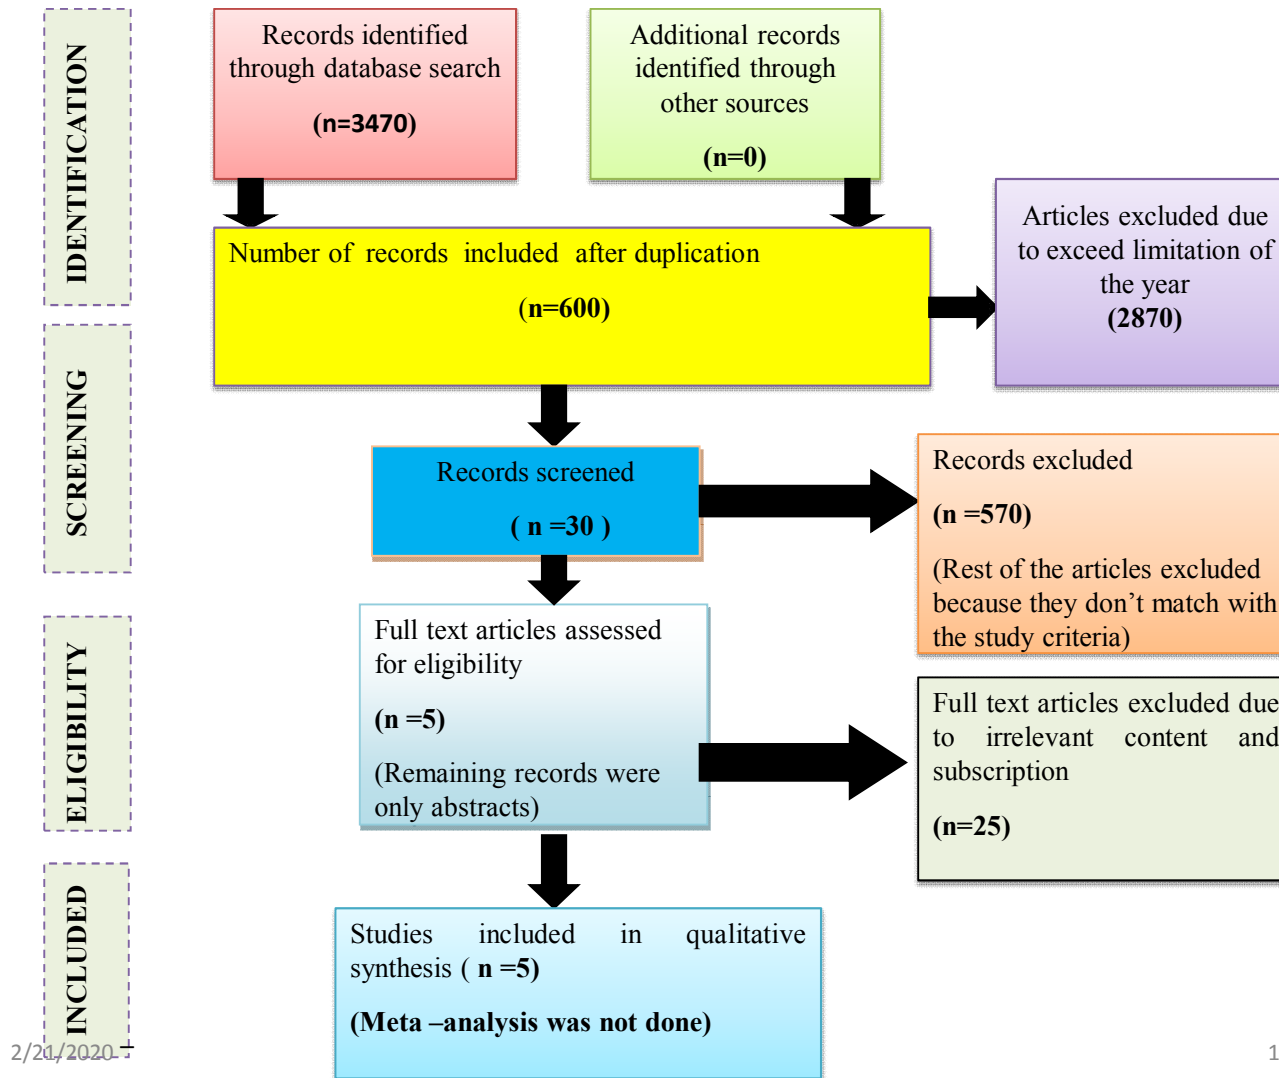 IDENTIFICATION
Records identified
through database search
(n=3470)
Additional records
identified through
other sources
(n=0)
Number of records included after duplication
(n=600)
Articles excluded due
to exceed limitation of
the year
(2870)
SCREENING
Records screened
( n =30 )
Records excluded
(n =570)
(Rest of the articles excluded
because they don’t match with
the study criteria)
ELIGIBILITY
Full text articles assessed
for eligibility
(n =5)
(Remaining records were
only abstracts)
Full text articles excluded due
to irrelevant content and
subscription
(n=25)
INCLUDED
Studies included in qualitative
synthesis ( n =5)
(Meta –analysis was not done)
2/21/2020
1